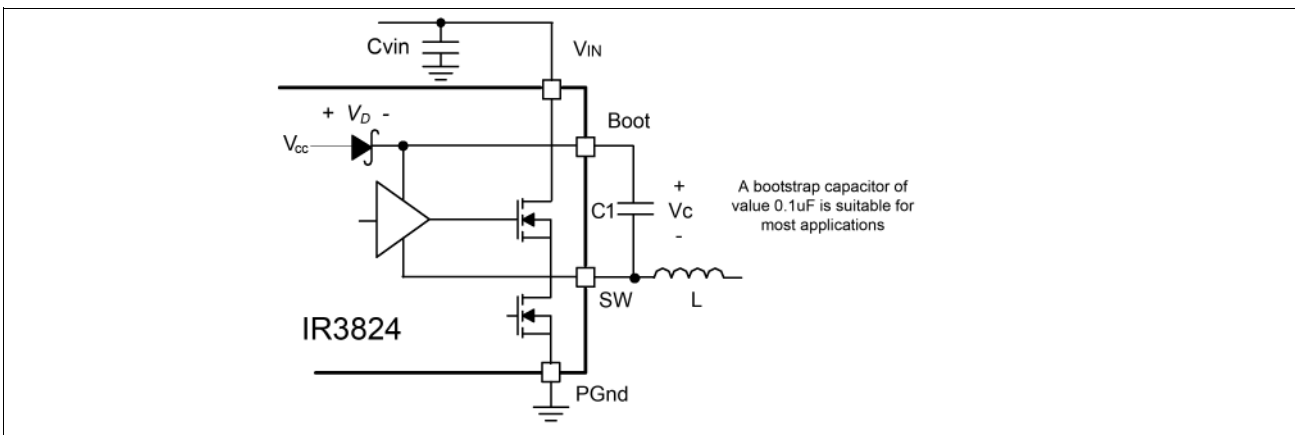 Cvin
VIN
+ VD -
Boot
Vcc
+
C1
Vc
-
A bootstrap capacitor of
value 0.1uF is suitable for
most applications
SW
L
IR3824
PGnd